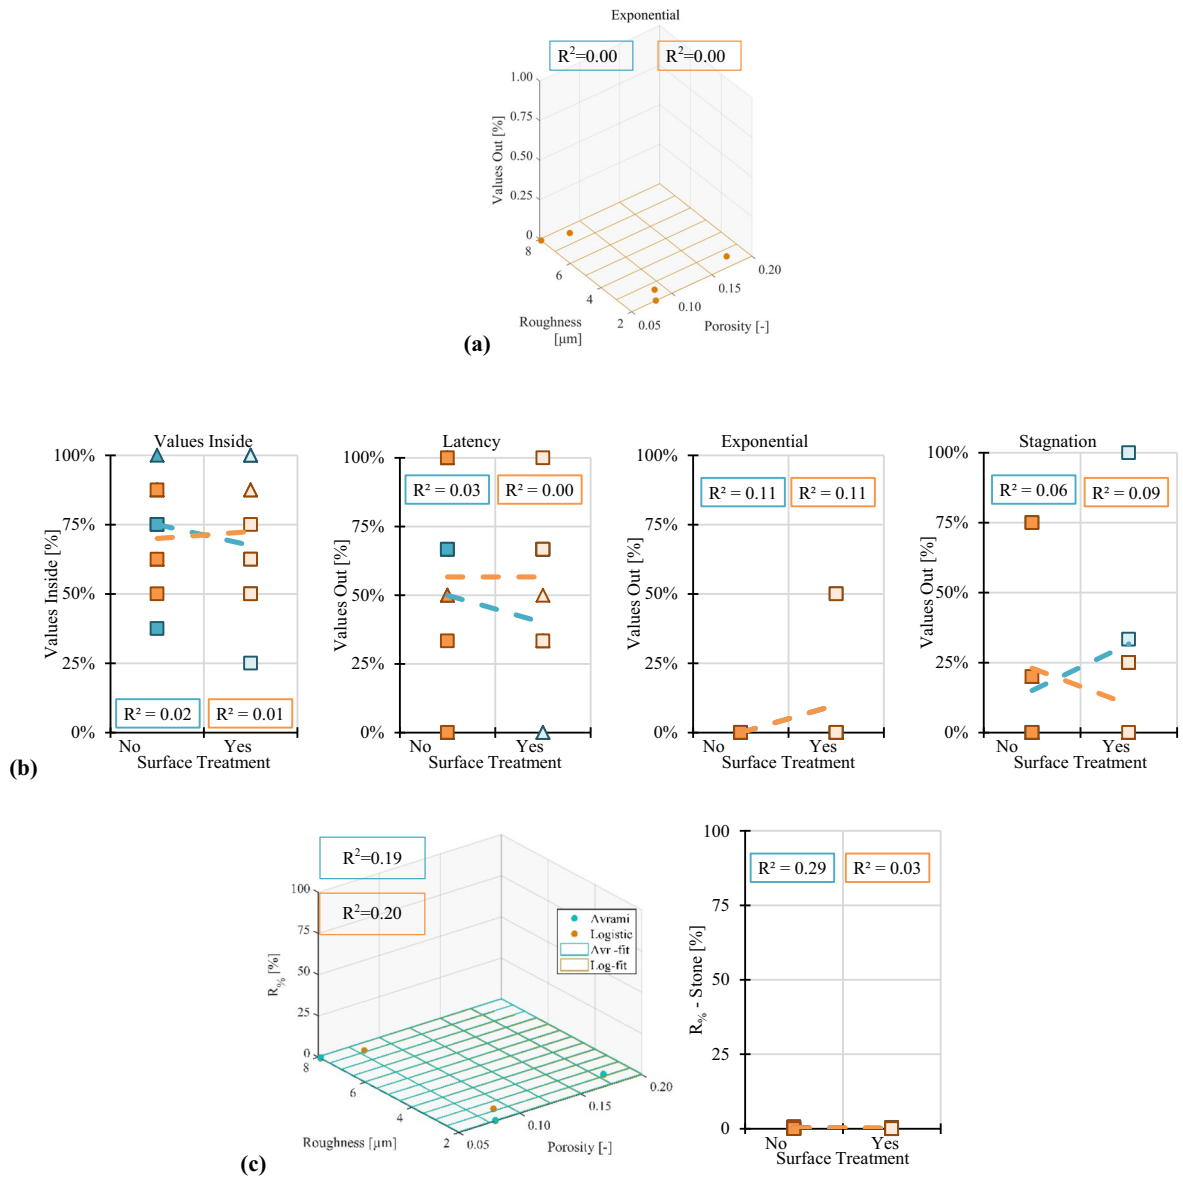 Exponential
R²=0.00 R²=0.00
1.00
0.75
0.50
0.25
0
Values Out [%]
8
6
4
2
Roughness
[µm]
0.05
0.10
0.15
0.20
Porosity [-]
(a)
Values Inside
100%
75%
50%
25%
0%
Values Inside [%]
R² = 0.02 R² = 0.01
No Yes
Surface Treatment
Latency
100%
75%
50%
25%
0%
Values Out [%]
R² = 0.03 R² = 0.00
No Yes
Surface Treatment
Exponential
100%
75%
50%
25%
0%
Values Out [%]
R² = 0.11 R² = 0.11
No Yes
Surface Treatment
Stagnation
100%
75%
50%
25%
0%
Values Out [%]
R² = 0.06 R² = 0.09
No Yes
Surface Treatment
(b)
R²=0.19
R²=0.20
100
75
50
25
0
R% [%]
Avrami
Logistic
Avr -fit
Log-fit
8
6
4
2
Roughness [µm]
0.05
0.10
0.15
0.20
Porosity [-]
100
75
50
25
0
R% - Stone [%]
R² = 0.29 R² = 0.03
No Yes
Surface Treatment
(c)